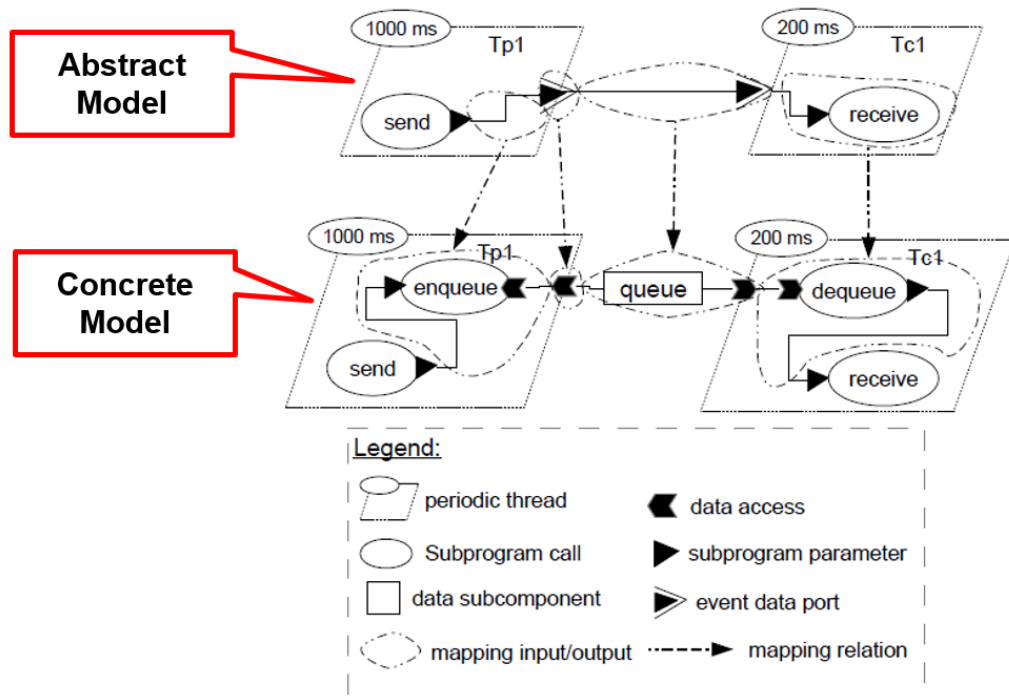 1000 ms
Tp1
200 ms
Tc1
Abstract
Model
send
receive
1000 ms
Tp1
200 ms
Tc1
Concrete
Model
enqueue
queue
dequeue
send
receive
Legend:
periodic thread
data access
Subprogram call
subprogram parameter
data subcomponent
event data port
mapping input/output
mapping relation